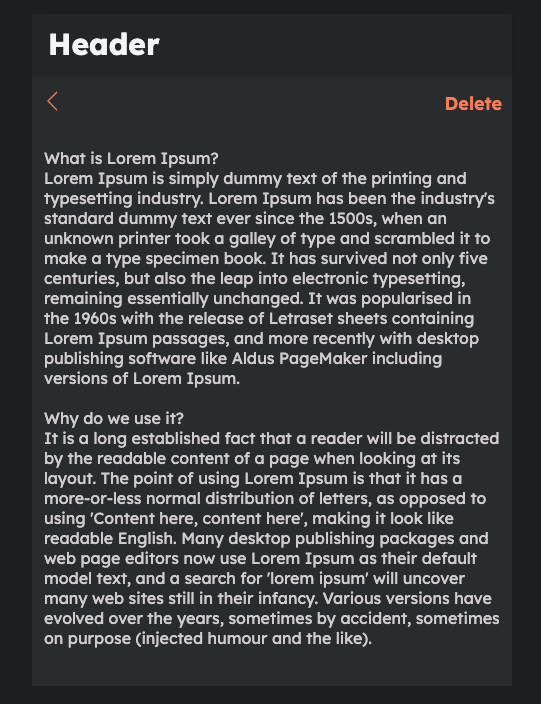 Header
Delete
What is Lorem Ipsum?
Lorem Ipsum is simply dummy text of the printing and
typesetting industry. Lorem Ipsum has been the industry's
standard dummy text ever since the 1500s, when an
unknown printer took a galley of type and scrambled it to
make a type specimen book. It has survived not only five
centuries, but also the leap into electronic typesetting,
remaining essentially unchanged. It was popularised in
the 1960s with the release of Letraset sheets containing
Lorem Ipsum passages, and more recently with desktop
publishing software like Aldus PageMaker including
versions of Lorem Ipsum.
Why do we use it?
It is a long established fact that a reader will be distracted
by the readable content of a page when looking at its
layout. The point of using Lorem Ipsum is that it has a
more-or-less normal distribution of letters, as opposed to
using 'Content here, content here', making it look like
readable English. Many desktop publishing packages and
web page editors now use Lorem Ipsum as their default
model text, and a search for 'lorem ipsum' will uncover
many web sites still in their infancy. Various versions have
evolved over the years, sometimes by accident, sometimes
on purpose (injected humour and the like).